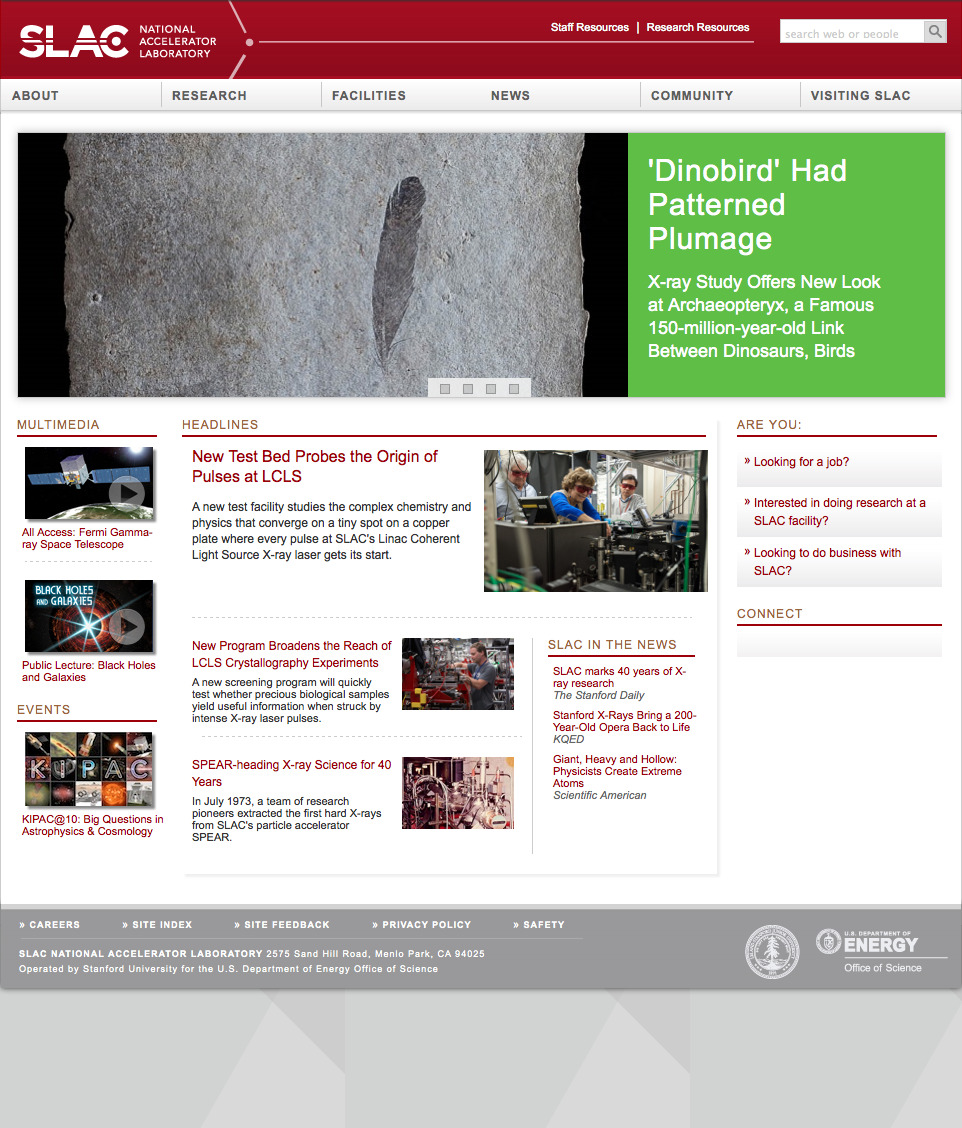 SLAC
NATIONAL
ACCELERATOR
LABORATORY
Staff Resources | Research Resources
search web or people
ABOUT
RESEARCH
FACILITIES
NEWS
COMMUNITY
VISITING SLAC
'Dinobird' Had
Patterned
Plumage
X-ray Study Offers New Look
at Archaeopteryx, a Famous
150-million-year-old Link
Between Dinosaurs, Birds
MULTIMEDIA
All Access: Fermi Gamma-
ray Space Telescope
BLACK HOLES
AND GALAXIES
Public Lecture: Black Holes
and Galaxies
EVENTS
KIPAC
KIPAC@10: Big Questions in
Astrophysics & Cosmology
HEADLINES
New Test Bed Probes the Origin of
Pulses at LCLS
A new test facility studies the complex chemistry and
physics that converge on a tiny spot on a copper
plate where every pulse at SLAC's Linac Coherent
Light Source X-ray laser gets its start.
New Program Broadens the Reach of
LCLS Crystallography Experiments
A new screening program will quickly
test whether precious biological samples
yield useful information when struck by
intense X-ray laser pulses.
SPEAR-heading X-ray Science for 40
Years
In July 1973, a team of research
pioneers extracted the first hard X-rays
from SLAC's particle accelerator
SPEAR.
SLAC IN THE NEWS
SLAC marks 40 years of X-
ray research
The Stanford Daily
Stanford X-Rays Bring a 200-
Year-Old Opera Back to Life
KQED
Giant, Heavy and Hollow:
Physicists Create Extreme
Atoms
Scientific American
ARE YOU:
» Looking for a job?
» Interested in doing research at a
SLAC facility?
» Looking to do business with
SLAC?
CONNECT
» CAREERS
» SITE INDEX
» SITE FEEDBACK
» PRIVACY POLICY
» SAFETY
SLAC NATIONAL ACCELERATOR LABORATORY 2575 Sand Hill Road, Menlo Park, CA 94025
Operated by Stanford University for the U.S. Department of Energy Office of Science
U.S. DEPARTMENT OF
ENERGY
Office of Science